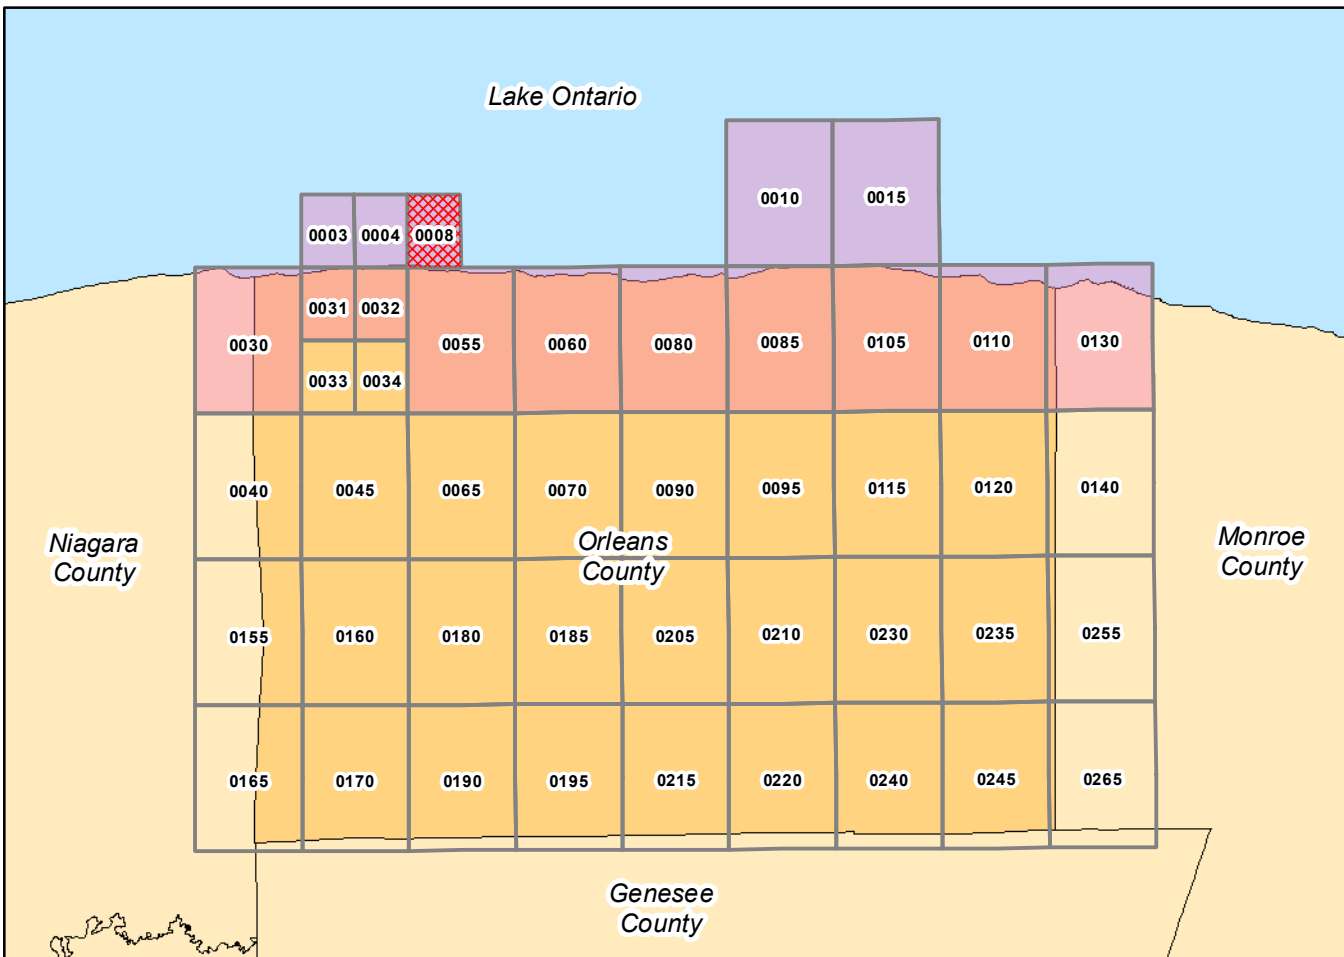 Lake Ontario
0010 0015
0003 0004 0008
0031 0032
0030 0055 0060 0080 0085 0105 0110 0130
0033 0034
0040 0045 0065 0070 0090 0095 0115 0120 0140
Niagara
County
Orleans
County
Monroe
County
0155 0160 0180 0185 0205 0210 0230 0235 0255
0165 0170 0190 0195 0215 0220 0240 0245 0265
Genesee
County